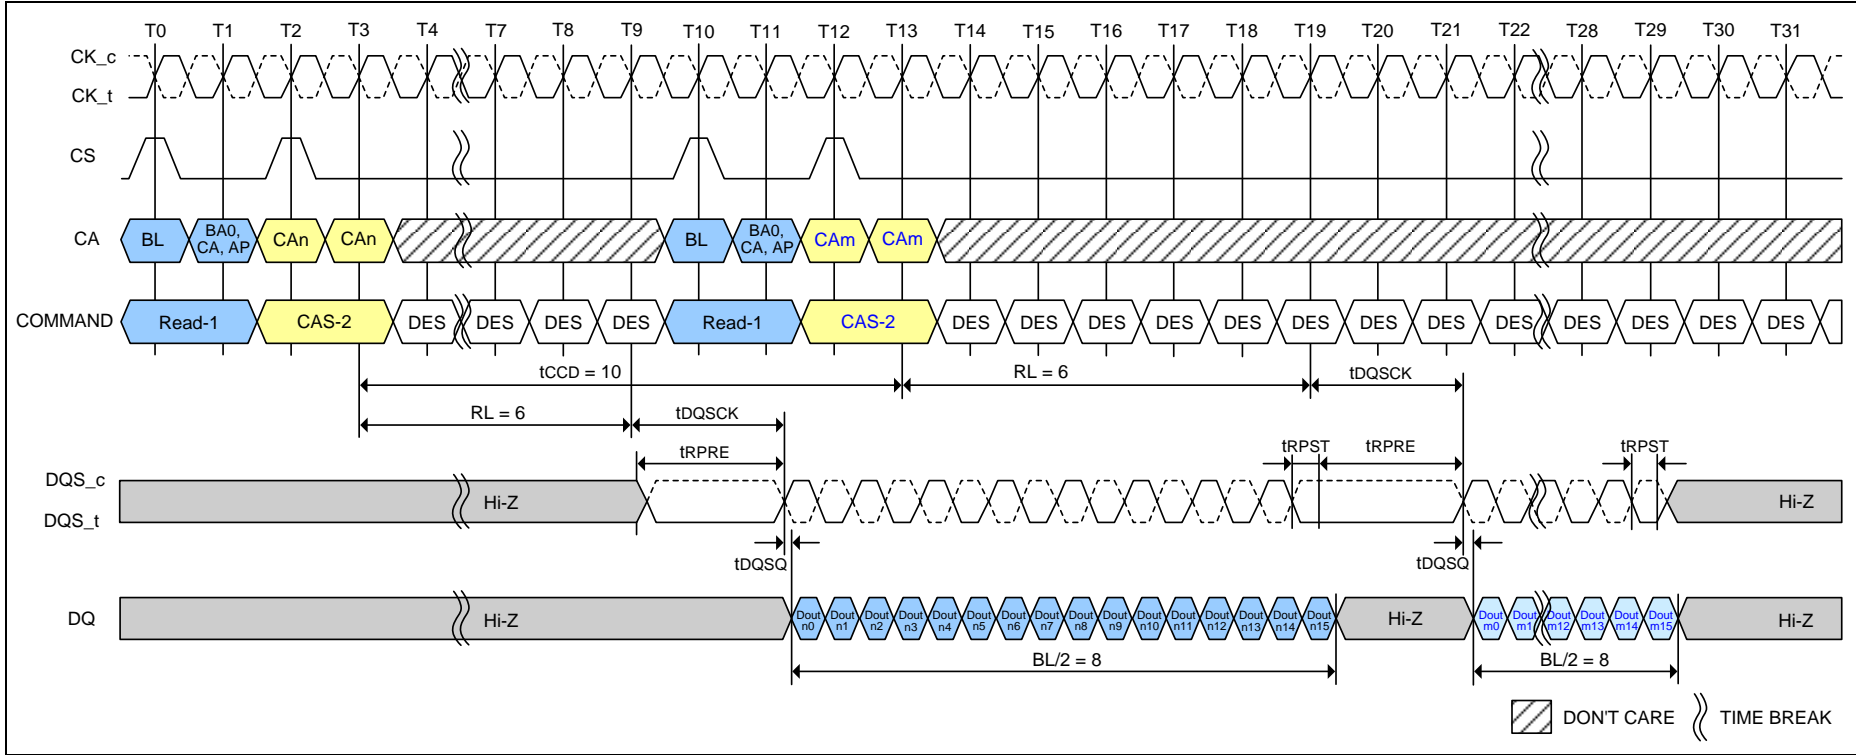 T0 T1 T2 T3 T4 T7 T8 T9 T10 T11 T12 T13 T14 T15 T16 T17 T18 T19 T20 T21 T22 T28 T29 T30 T31
CK_c
CK_t
CS
CA BL BA0, CA, AP CAn CAn BL BA0, CA, AP CAm CAm
COMMAND Read-1 CAS-2 DES DES DES DES Read-1 CAS-2 DES DES DES DES DES DES DES DES DES DES DES DES DES
tCCD = 10 RL = 6 tDQSCK
RL = 6 tDQSCK
tRPRE tRPST tRPRE tRPST
DQS_c
Hi-Z Hi-Z
DQS_t
tDQSQ tDQSQ
DQ Hi-Z Dout n0 Dout n1 Dout n2 Dout n3 Dout n4 Dout n5 Dout n6 Dout n7 Dout n8 Dout n9 Dout n10 Dout n11 Dout n12 Dout n13 Dout n14 Dout n15 Hi-Z Dout m0 Dout m1 Dout m12 Dout m13 Dout m14 Dout m15 Hi-Z
BL/2 = 8 BL/2 = 8
DON'T CARE TIME BREAK